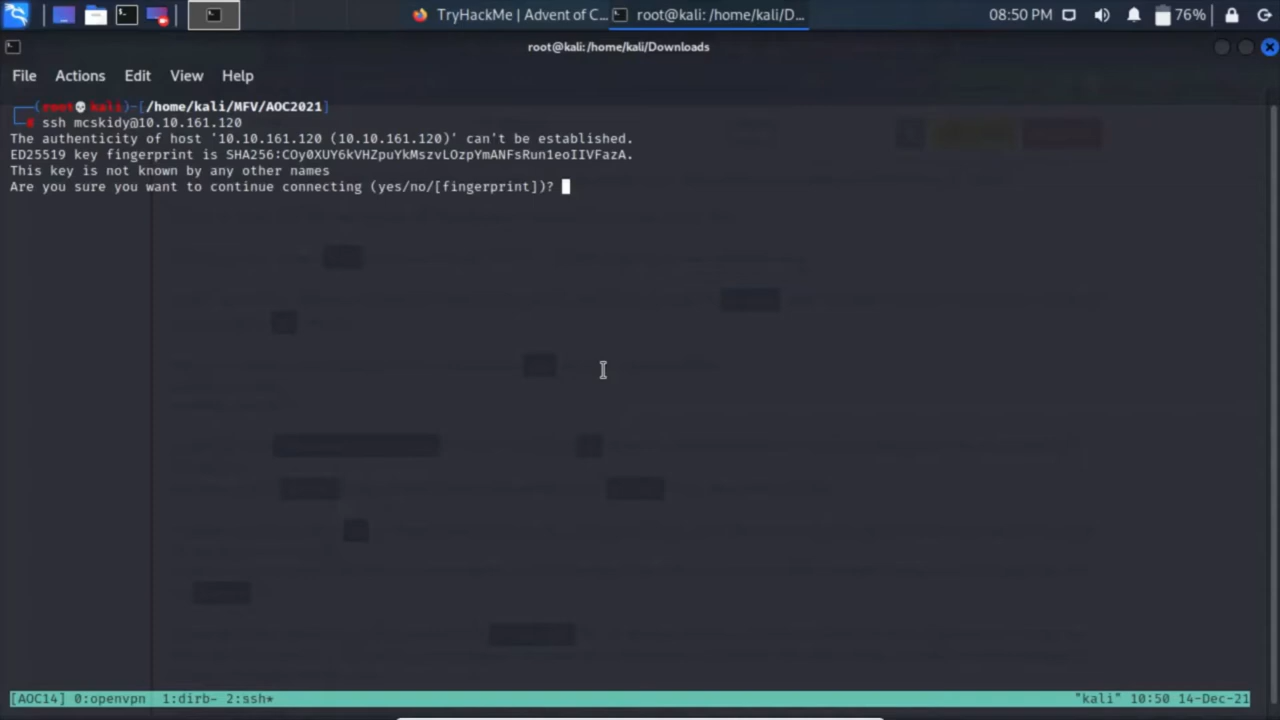 TryHackMe | Advent of C... root@kali: /home/kali/D... 08:50 PM 76%
root@kali: /home/kali/Downloads
File Actions Edit View Help
(root💀kali)-[/home/kali/MFV/AOC2021]
# ssh mcskidy@10.10.161.120
The authenticity of host '10.10.161.120 (10.10.161.120)' can't be established.
ED25519 key fingerprint is SHA256:COy0XUY6kVHZpuYkMszvLOzpYmANFsRun1eoIIVFazA.
This key is not known by any other names
Are you sure you want to continue connecting (yes/no/[fingerprint])?
[AOC14] 0:openvpn 1:dirb- 2:ssh* "kali" 10:50 14-Dec-21